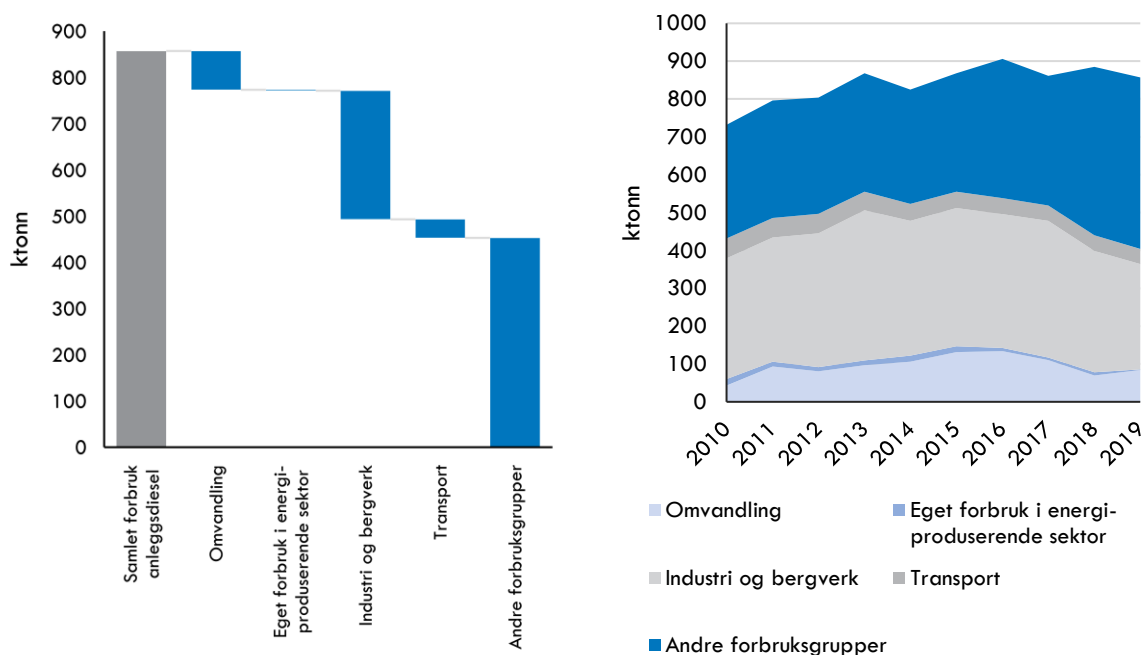 900
800
700
600
500
400
300
200
100
0
ktonn
Samlet forbruk
anleggsdiesel
Omvandling
Eget forbruk i energi-
produserende sektor
Industri og bergverk
Transport
Andre forbruksgrupper
1000
900
800
700
600
500
400
300
200
100
0
ktonn
2010
2011
2012
2013
2014
2015
2016
2017
2018
2019
Omvandling
Eget forbruk i energi-
produserende sektor
Industri og bergverk
Transport
Andre forbruksgrupper